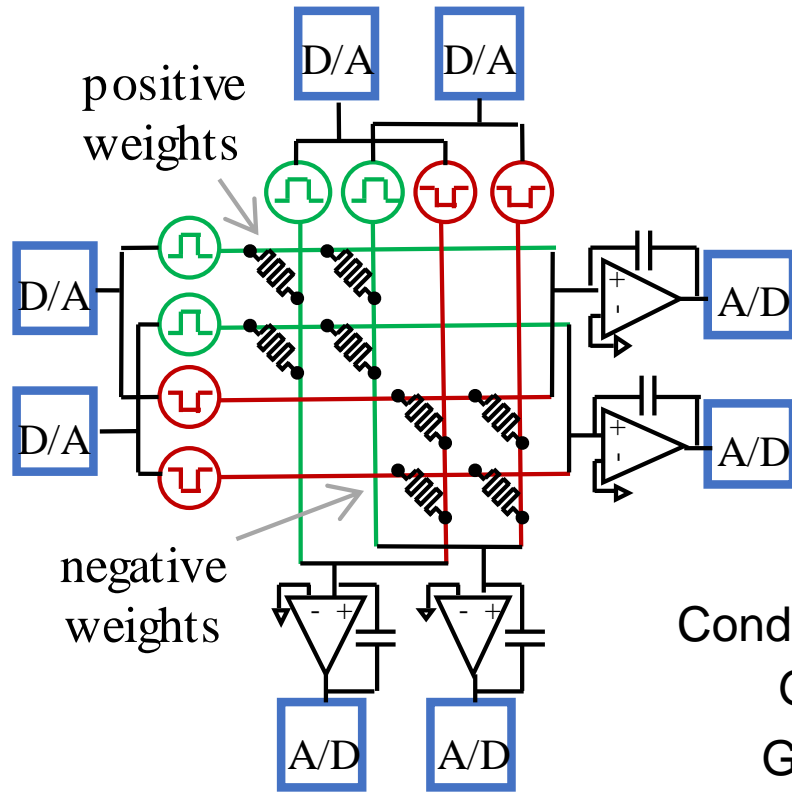 D/A
D/A
positive
weights
D/A
D/A
+
-
A/D
+
-
A/D
negative
weights
- +
- +
Cond
C
G
A/D
A/D